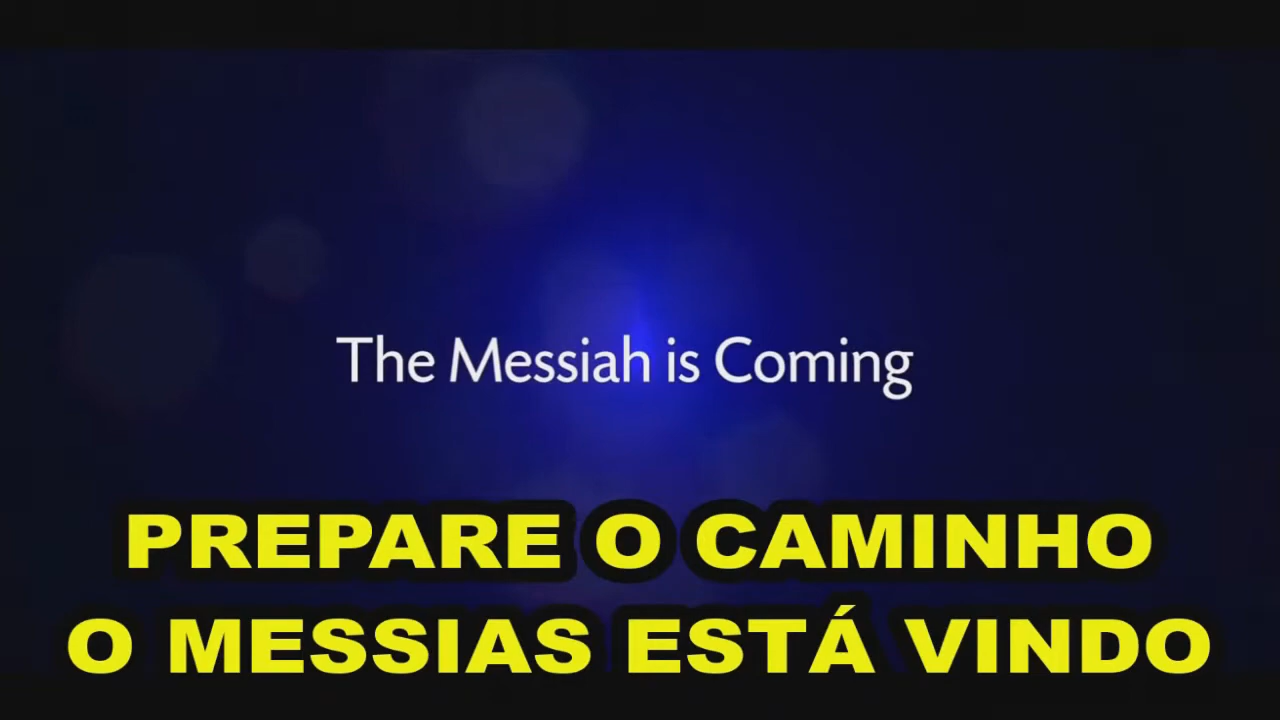 The Messiah is Coming
PREPARE O CAMINHO
O MESSIAS ESTÁ VINDO